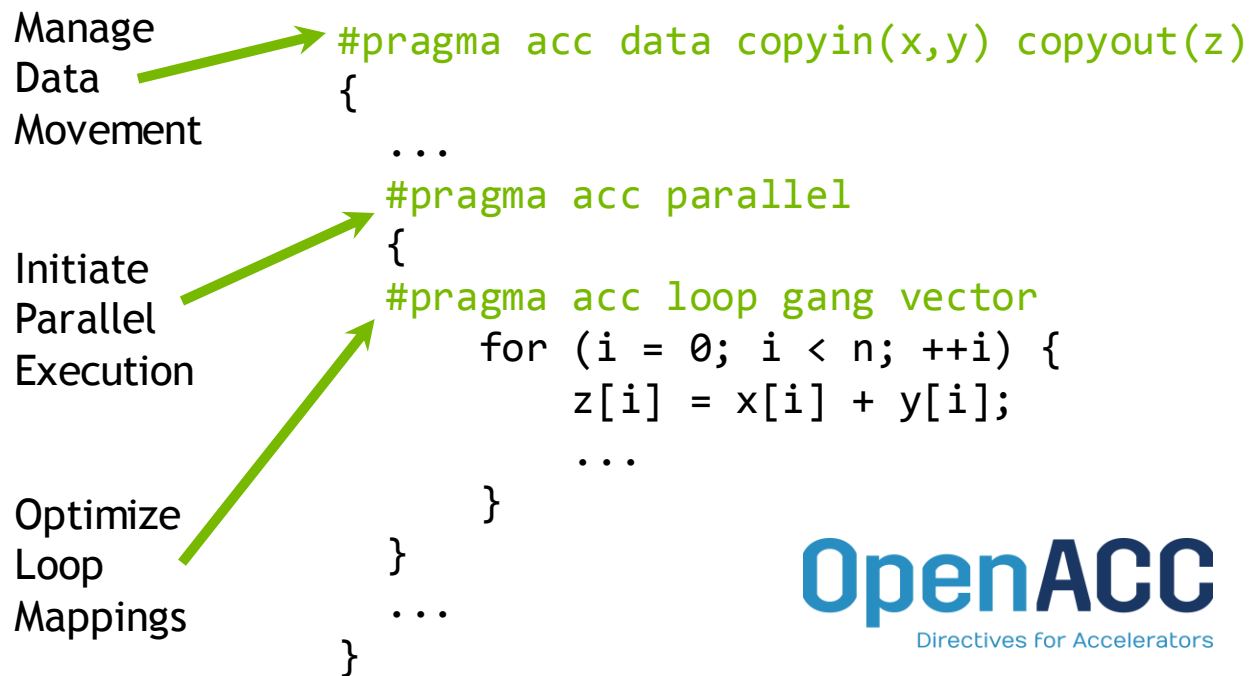 Manage
Data
Movement
#pragma acc data copyin(x,y) copyout(z)
{
...
#pragma acc parallel
{
Initiate
Parallel
Execution
#pragma acc loop gang vector
for (i = 0; i < n; ++i) {
z[i] = x[i] + y[i];
...
}
Optimize
Loop
Mappings
}
...
}
OpenACC
Directives for Accelerators